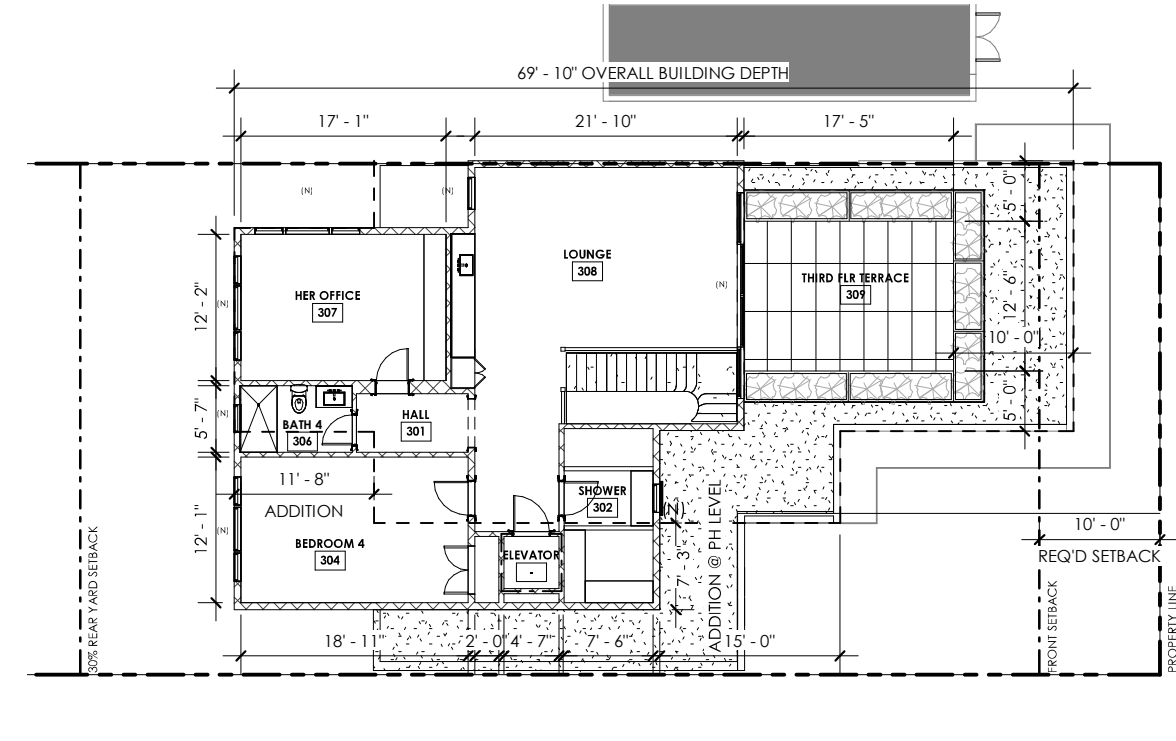 69' - 10" OVERALL BUILDING DEPTH
17' - 1"
21' - 10"
17' - 5"
(N)
(N)
5' - 0"
LOUNGE
308
(N)
THIRD FLR TERRACE
309
12' - 6"
10' - 0"
5' - 0"
HER OFFICE
307
12' - 2"
(N)
5' - 7"
(N)
BATH 4
306
HALL
301
11' - 8"
ADDITION
SHOWER
302
(N)
12' - 1"
(N)
BEDROOM 4
304
ELEVATOR
-
7' - 3"
ADDITION @ PH LEVEL
10' - 0"
REQ'D SETBACK
30% REAR YARD SETBACK
FRONT SETBACK
PROPERTY LINE
18' - 11"
2' - 0"
4' - 7"
7' - 6"
15' - 0"